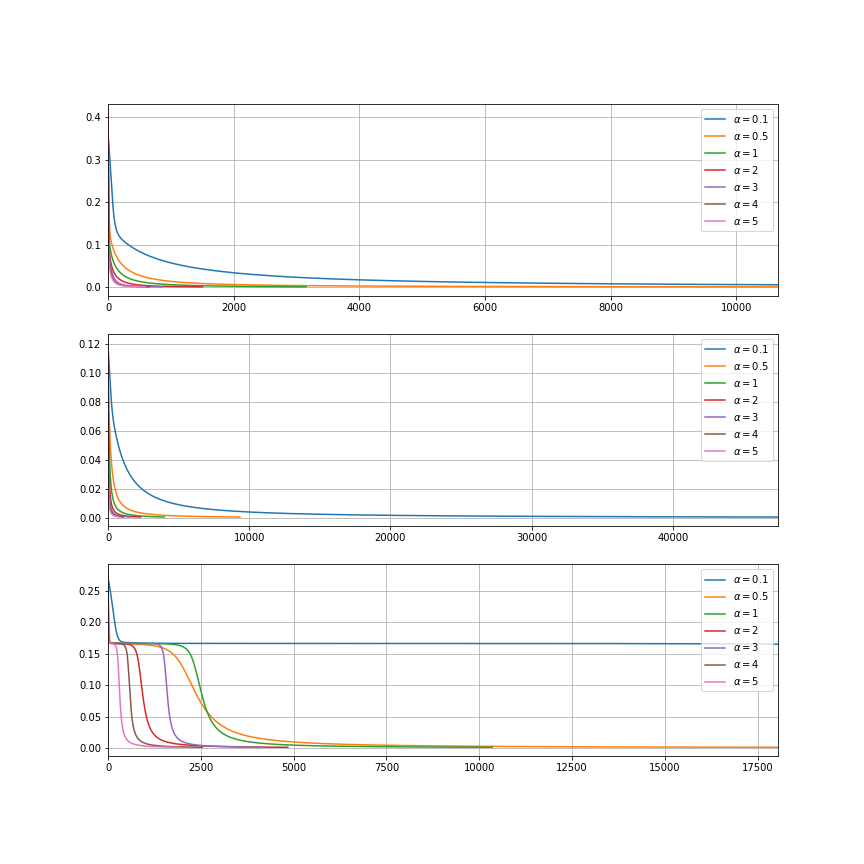 0.4
0.3
0.2
0.1
0.0
0 2000 4000 6000 8000 10000
α = 0.1
α = 0.5
α = 1
α = 2
α = 3
α = 4
α = 5
0.12
0.10
0.08
0.06
0.04
0.02
0.00
0 10000 20000 30000 40000
α = 0.1
α = 0.5
α = 1
α = 2
α = 3
α = 4
α = 5
0.25
0.20
0.15
0.10
0.05
0.00
0 2500 5000 7500 10000 12500 15000 17500
α = 0.1
α = 0.5
α = 1
α = 2
α = 3
α = 4
α = 5